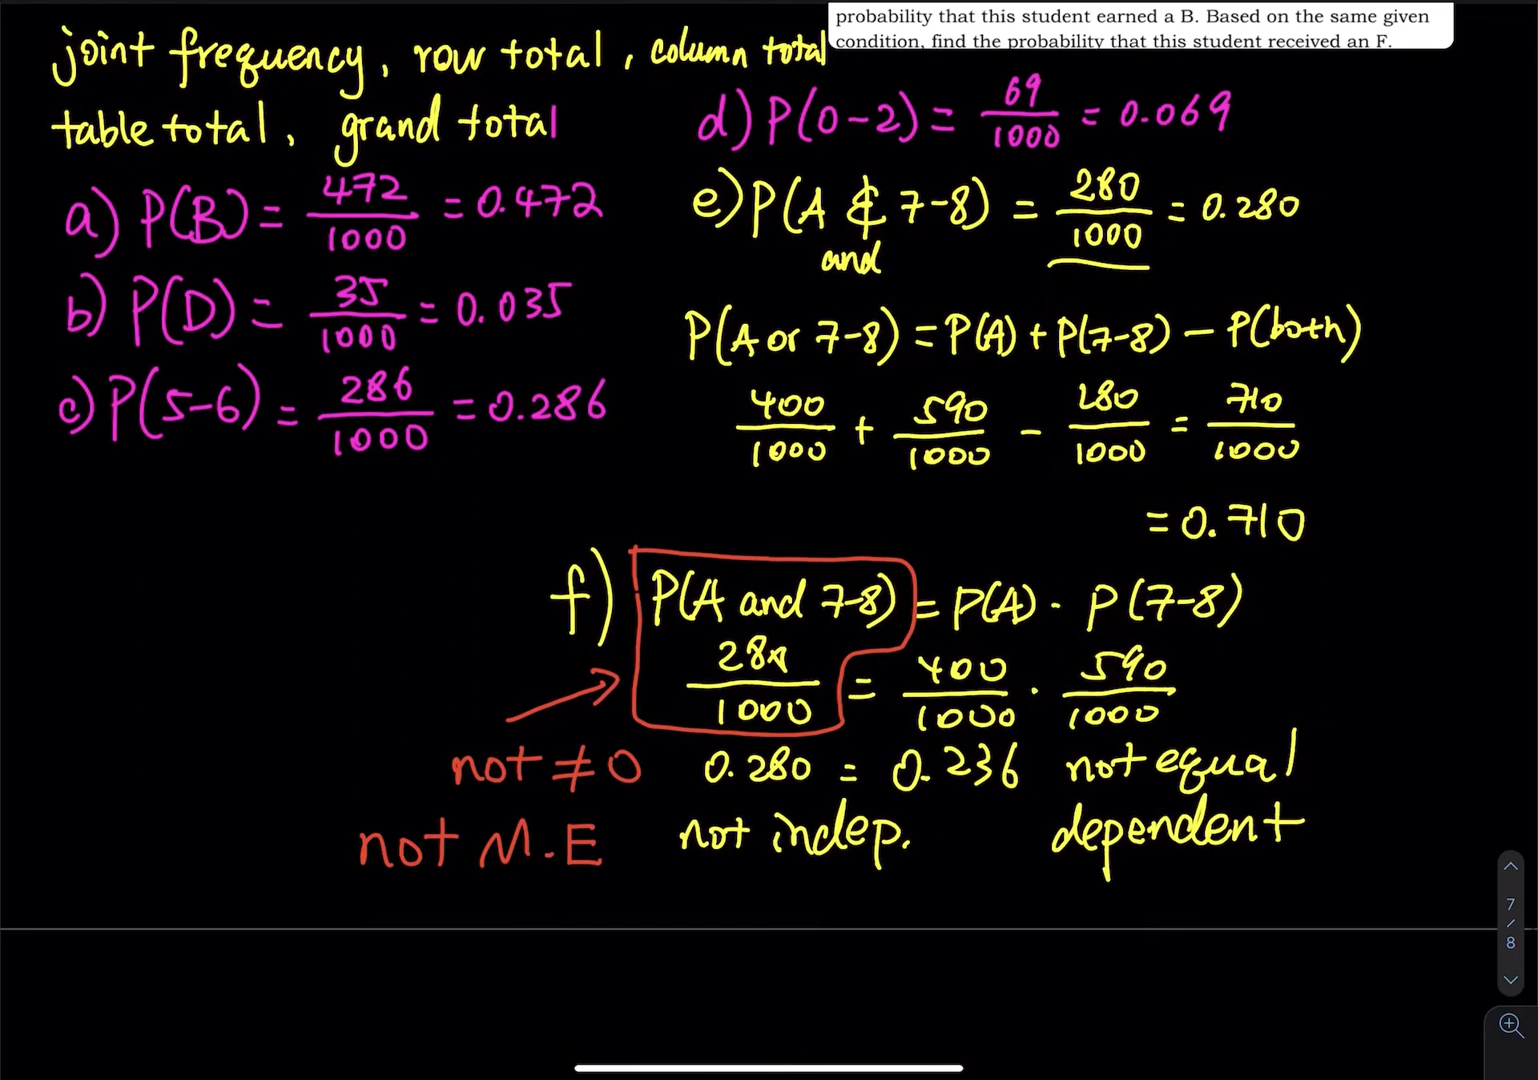 probability that this student earned a B. Based on the same given
condition, find the probability that this student received an F.
joint frequency, row total, column total
table total, grand total
a) P(B) = 472/1000 = 0.472
b) P(D) = 35/1000 = 0.035
c) P(5-6) = 286/1000 = 0.286
d) P(0-2) = 69/1000 = 0.069
e) P(A & 7-8) = 280/1000 = 0.280
and
P(A or 7-8) = P(A) + P(7-8) - P(both)
400/1000 + 590/1000 - 280/1000 = 710/1000
= 0.710
f) P(A and 7-8) = P(A) · P(7-8)
280/1000 = 400/1000 · 590/1000
not ≠ 0
0.280 = 0.236 not equal
not M.E
not indep. dependent
7
/
8